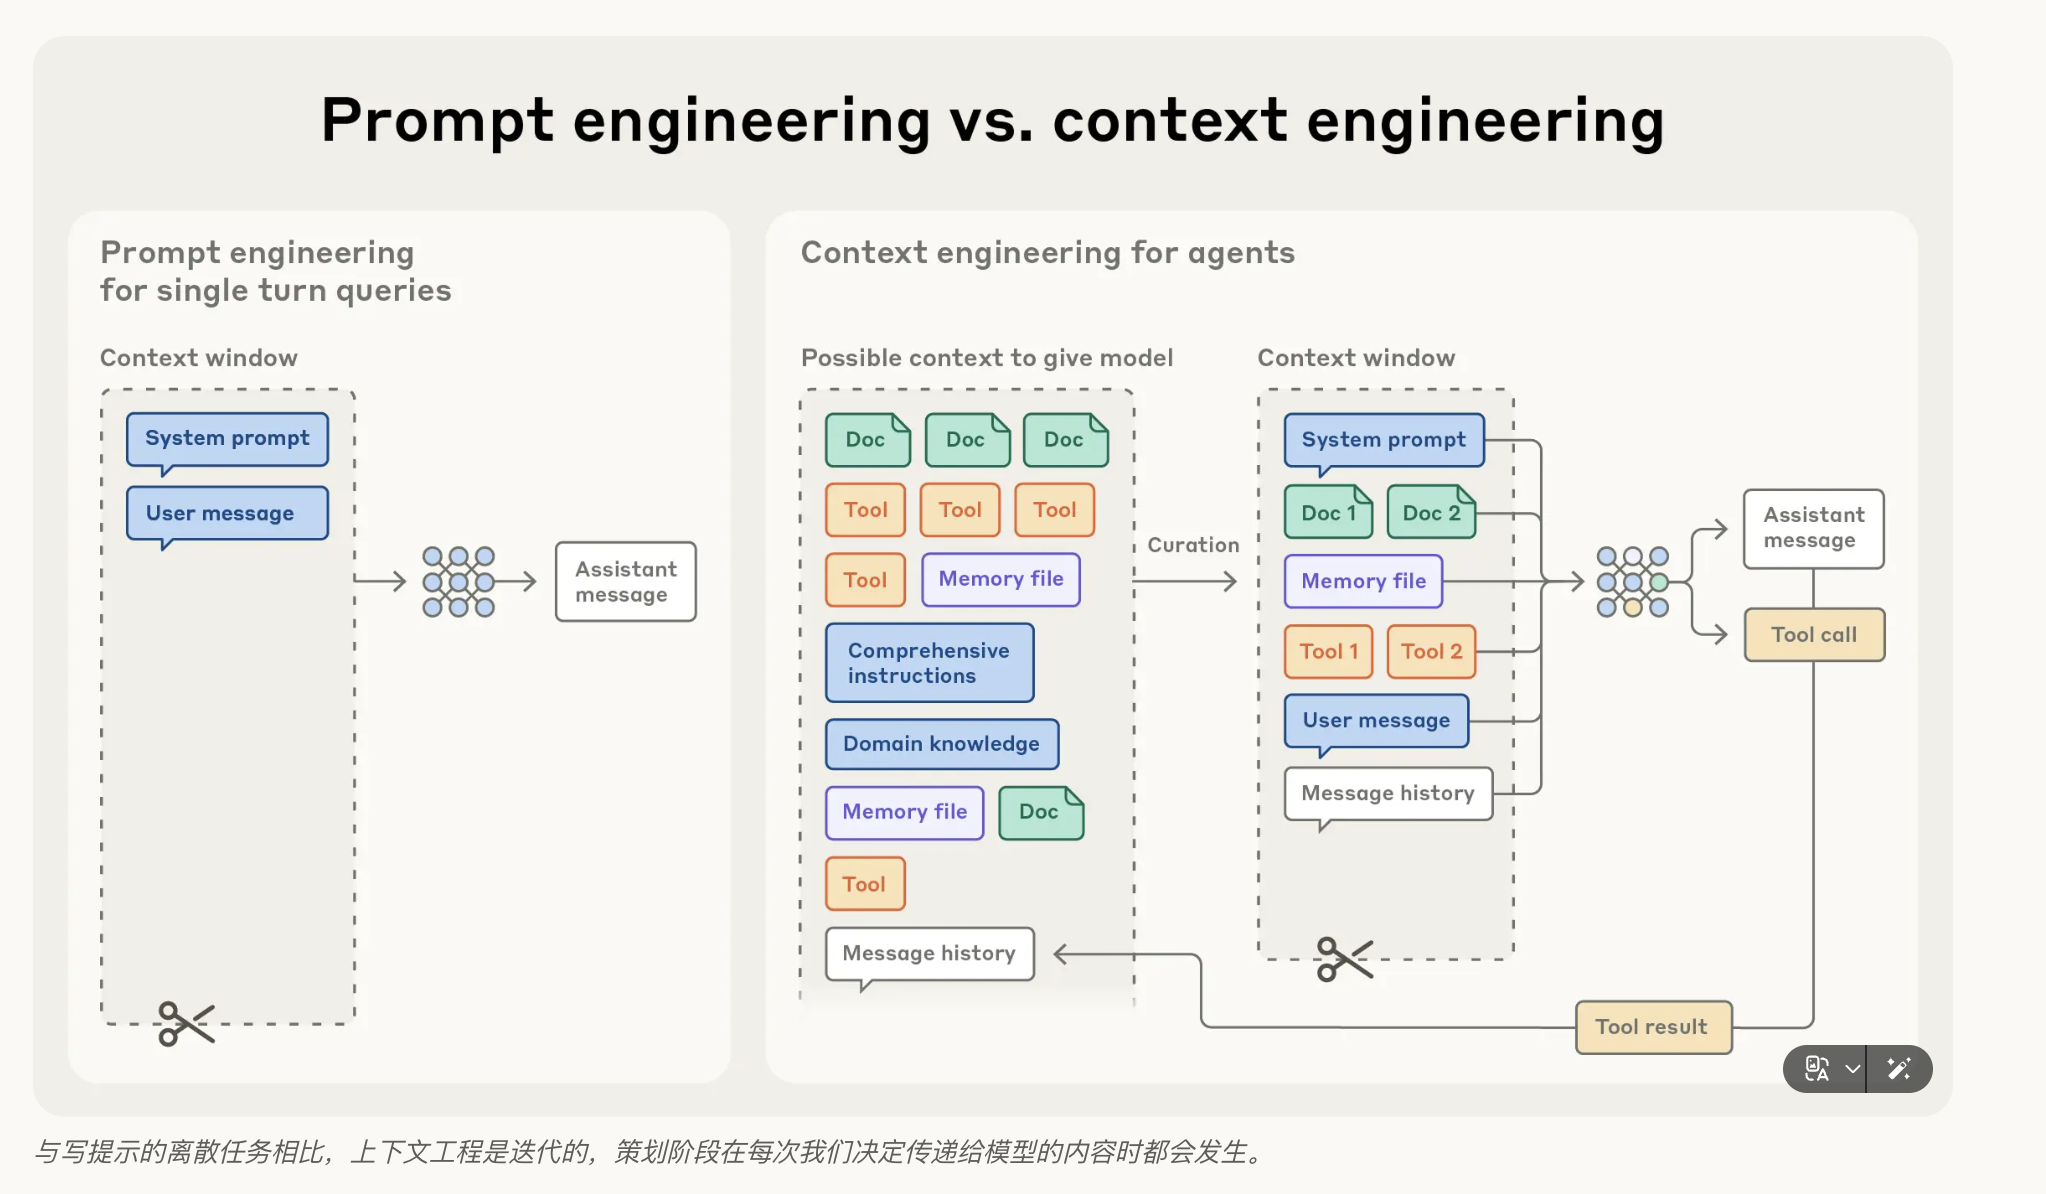 Prompt engineering vs. context engineering
Prompt engineering
for single turn queries
Context window
System prompt
User message
Assistant
message
Context engineering for agents
Possible context to give model
Doc
Doc
Doc
Tool
Tool
Tool
Tool
Memory file
Comprehensive
instructions
Domain knowledge
Memory file
Doc
Tool
Message history
Curation
Context window
System prompt
Doc 1
Doc 2
Memory file
Tool 1
Tool 2
User message
Message history
Assistant
message
Tool call
Tool result
与写提示的离散任务相比，上下文工程是迭代的，策划阶段在每次我们决定传递给模型的内容时都会发生。